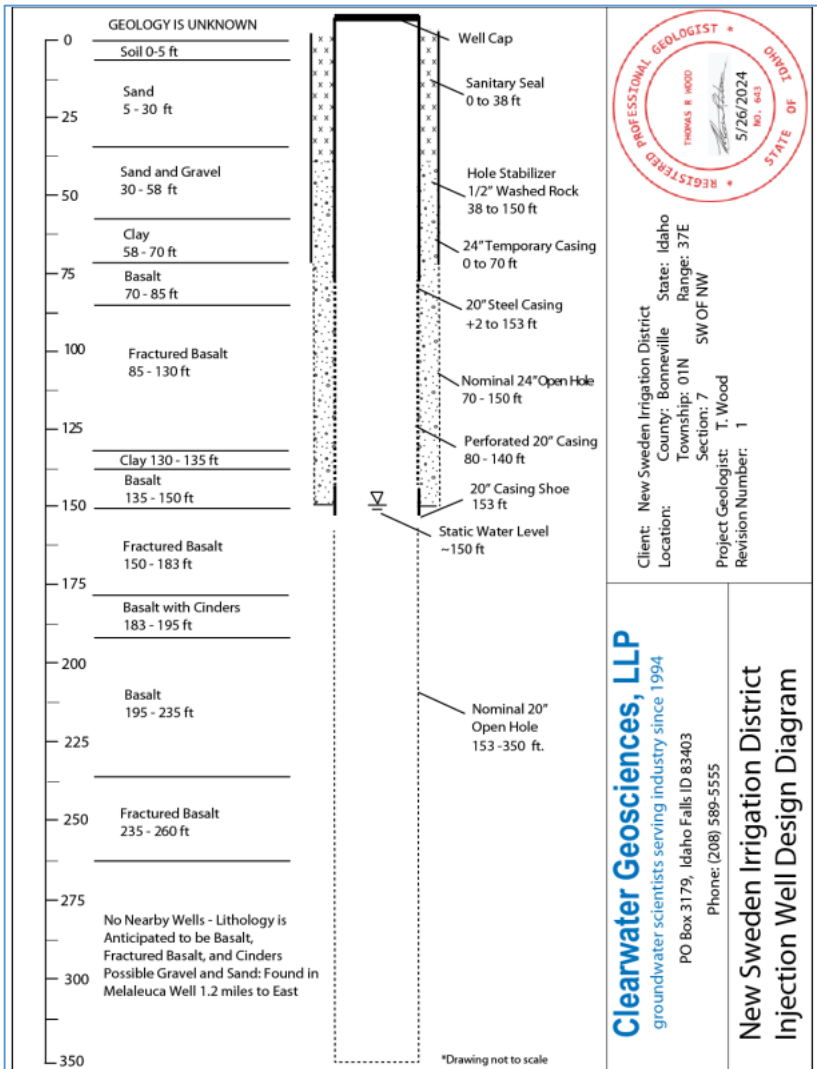 GEOLOGY IS UNKNOWN
0
Soil 0-5 ft
Sand
5 - 30 ft
25
Sand and Gravel
30 - 58 ft
50
Clay
58 - 70 ft
75
Basalt
70 - 85 ft
100
Fractured Basalt
85 - 130 ft
125
Clay 130 - 135 ft
Basalt
135 - 150 ft
150
Fractured Basalt
150 - 183 ft
175
Basalt with Cinders
183 - 195 ft
200
Basalt
195 - 235 ft
225
Fractured Basalt
235 - 260 ft
250
275
No Nearby Wells - Lithology is
Anticipated to be Basalt,
Fractured Basalt, and Cinders
Possible Gravel and Sand: Found in
Melaleuca Well 1.2 miles to East
300
350
Well Cap
Sanitary Seal
0 to 38 ft
Hole Stabilizer
1/2" Washed Rock
38 to 150 ft
24" Temporary Casing
0 to 70 ft
20" Steel Casing
+2 to 153 ft
Nominal 24" Open Hole
70 - 150 ft
Perforated 20" Casing
80 - 140 ft
20" Casing Shoe
153 ft
Static Water Level
~150 ft
Nominal 20"
Open Hole
153 -350 ft.
*Drawing not to scale
REGISTERED PROFESSIONAL GEOLOGIST *
STATE OF IDAHO *
THOMAS R WOOD
5/26/2024
NO. 643
Client: New Sweden Irrigation District
Location: County: Bonneville State: Idaho
Township: 01N Range: 37E
Section: 7 SW OF NW
Project Geologist: T. Wood
Revision Number: 1
Clearwater Geosciences, LLP
groundwater scientists serving industry since 1994
PO Box 3179, Idaho Falls ID 83403
Phone: (208) 589-5555
New Sweden Irrigation District
Injection Well Design Diagram